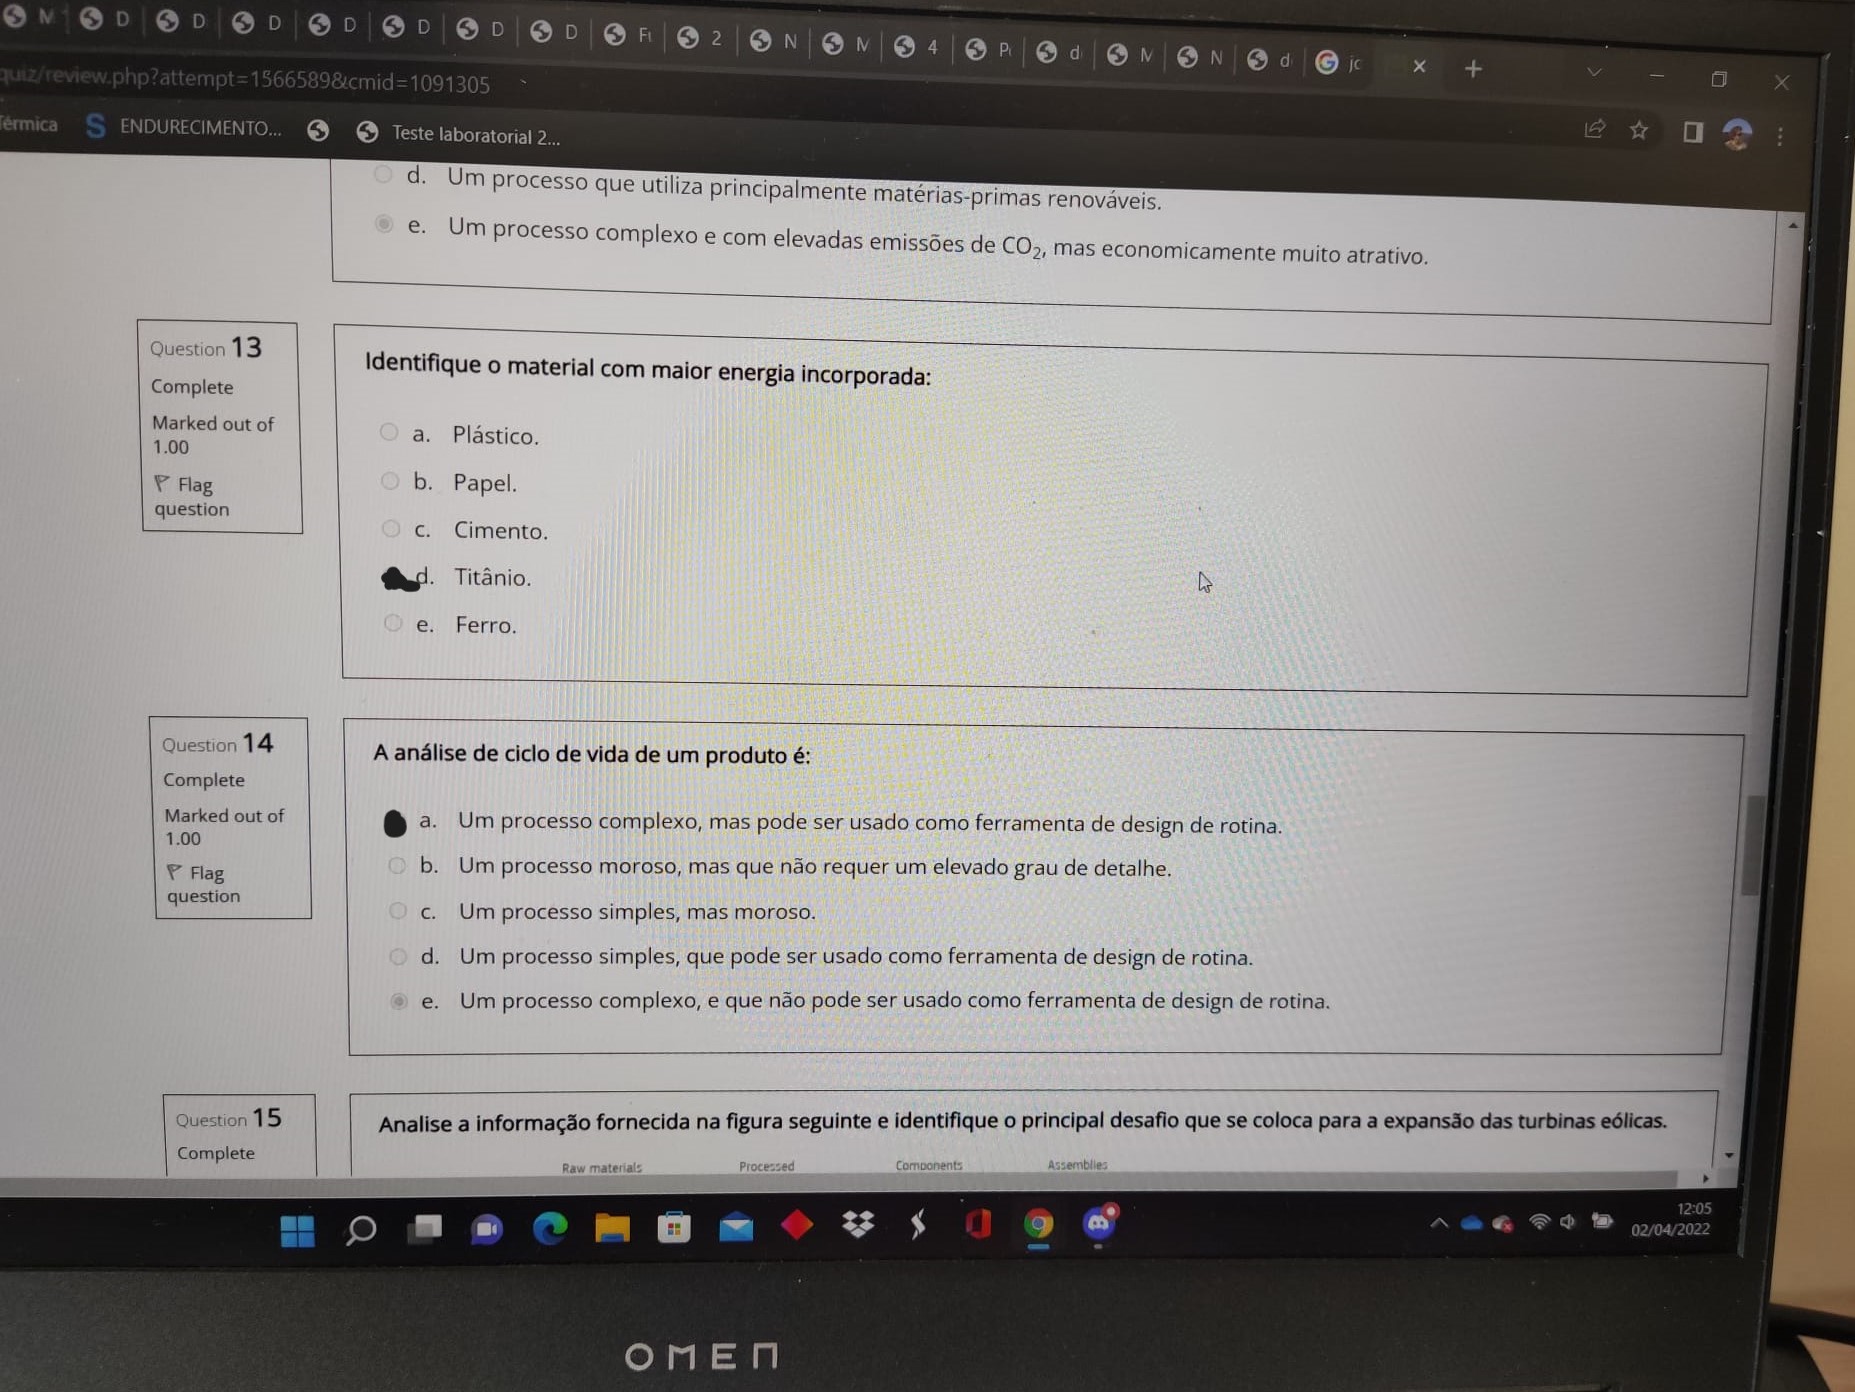 M D D D D D D D Fi 2 N M 4 P d M N d jc
quiz/review.php?attempt=1566589&cmid=1091305
Térmica ENDURECIMENTO... Teste laboratorial 2...
d. Um processo que utiliza principalmente matérias-primas renováveis.
e. Um processo complexo e com elevadas emissões de CO2, mas economicamente muito atrativo.
Question 13
Complete
Marked out of
1.00
Flag
question
Identifique o material com maior energia incorporada:
a. Plástico.
b. Papel.
c. Cimento.
d. Titânio.
e. Ferro.
Question 14
Complete
Marked out of
1.00
Flag
question
A análise de ciclo de vida de um produto é:
a. Um processo complexo, mas pode ser usado como ferramenta de design de rotina.
b. Um processo moroso, mas que não requer um elevado grau de detalhe.
c. Um processo simples, mas moroso.
d. Um processo simples, que pode ser usado como ferramenta de design de rotina.
e. Um processo complexo, e que não pode ser usado como ferramenta de design de rotina.
Question 15
Complete
Analise a informação fornecida na figura seguinte e identifique o principal desafio que se coloca para a expansão das turbinas eólicas.
Raw materials Processed Components Assemblies
12:05
02/04/2022
OMEN